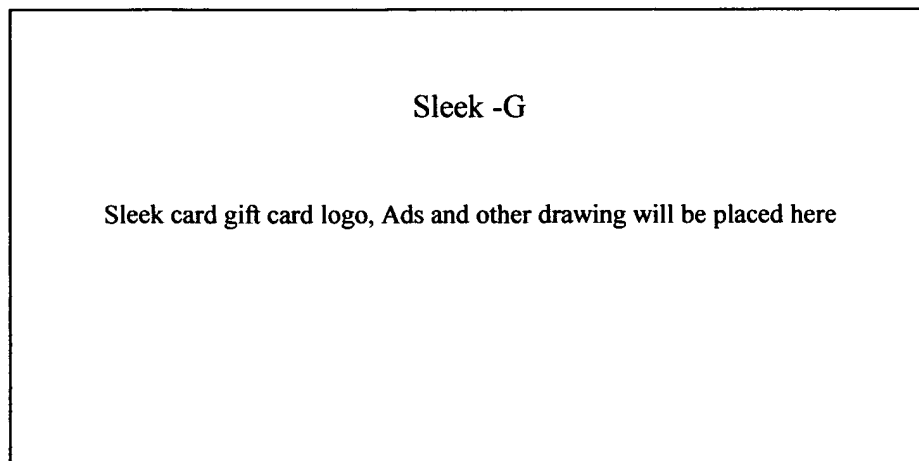 Sleek -G
Sleek card gift card logo, Ads and other drawing will be placed here